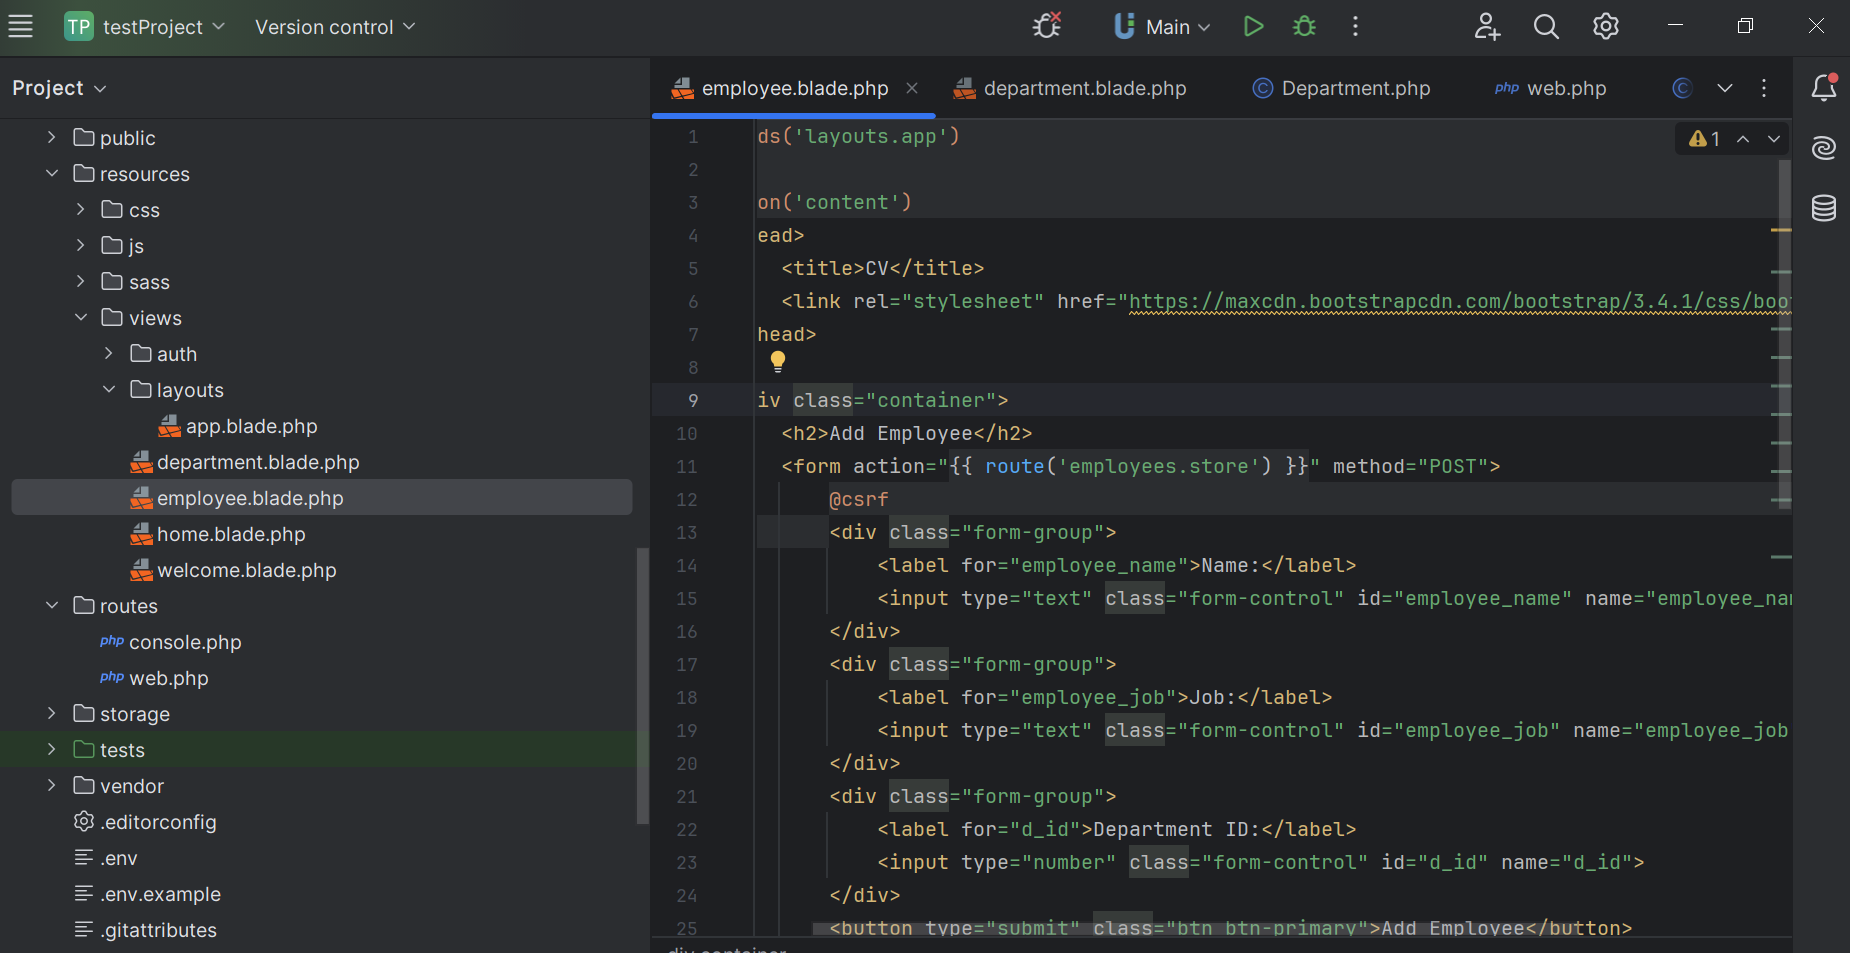 TP testProject Version control Main
Project
public
resources
css
js
sass
views
auth
layouts
app.blade.php
department.blade.php
employee.blade.php
home.blade.php
welcome.blade.php
routes
php console.php
php web.php
storage
tests
vendor
.editorconfig
.env
.env.example
.gitattributes
employee.blade.php department.blade.php C Department.php php web.php C
1 ds('layouts.app') 1
2
3 on('content')
4 ead>
5 <title>CV</title>
6 <link rel="stylesheet" href="https://maxcdn.bootstrapcdn.com/bootstrap/3.4.1/css/boo
7 head>
8
9 iv class="container">
10 <h2>Add Employee</h2>
11 <form action="{{ route('employees.store') }}" method="POST">
12 @csrf
13 <div class="form-group">
14 <label for="employee_name">Name:</label>
15 <input type="text" class="form-control" id="employee_name" name="employee_na
16 </div>
17 <div class="form-group">
18 <label for="employee_job">Job:</label>
19 <input type="text" class="form-control" id="employee_job" name="employee_job
20 </div>
21 <div class="form-group">
22 <label for="d_id">Department ID:</label>
23 <input type="number" class="form-control" id="d_id" name="d_id">
24 </div>
25 <button type="submit" class="btn btn-primary">Add Employee</button>
div.container